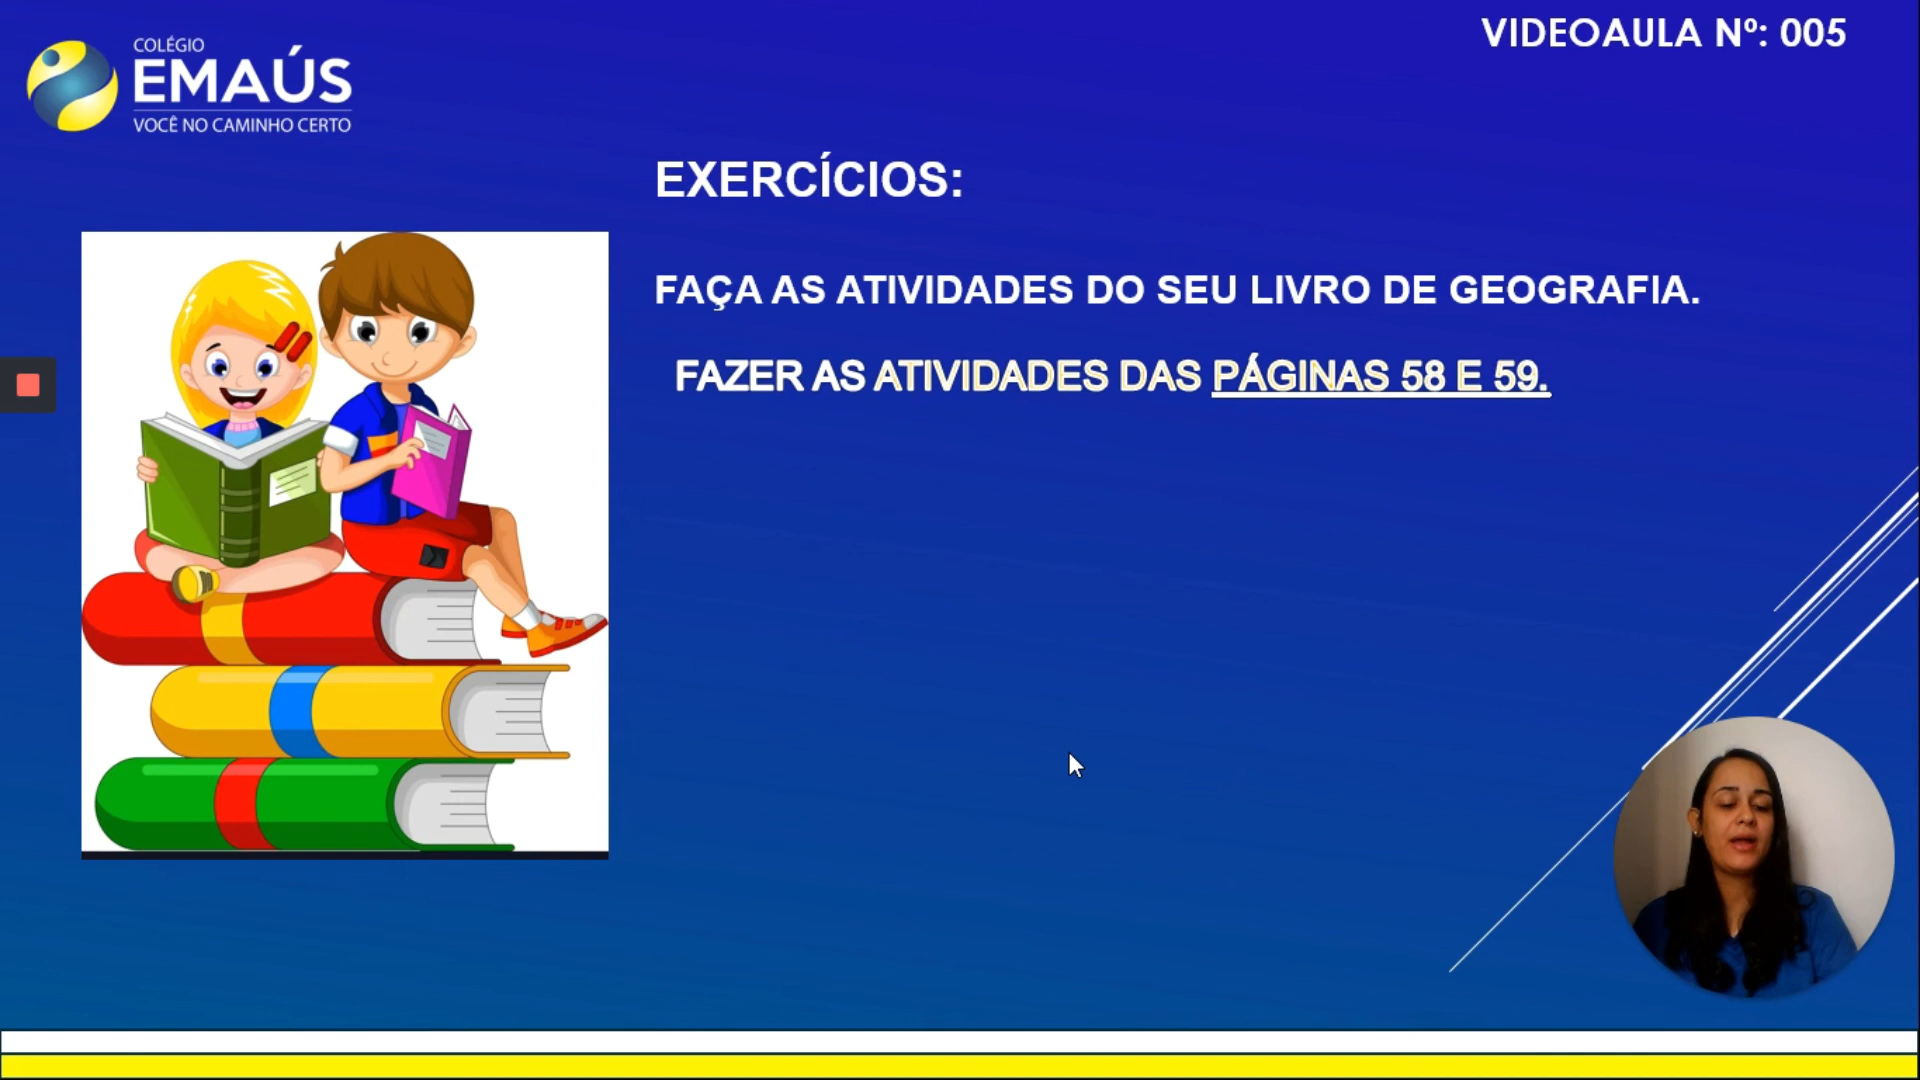 VIDEOAULA Nº: 005
COLÉGIO
EMAÚS
VOCÊ NO CAMINHO CERTO
EXERCÍCIOS:
FAÇA AS ATIVIDADES DO SEU LIVRO DE GEOGRAFIA.
FAZER AS ATIVIDADES DAS PÁGINAS 58 E 59.